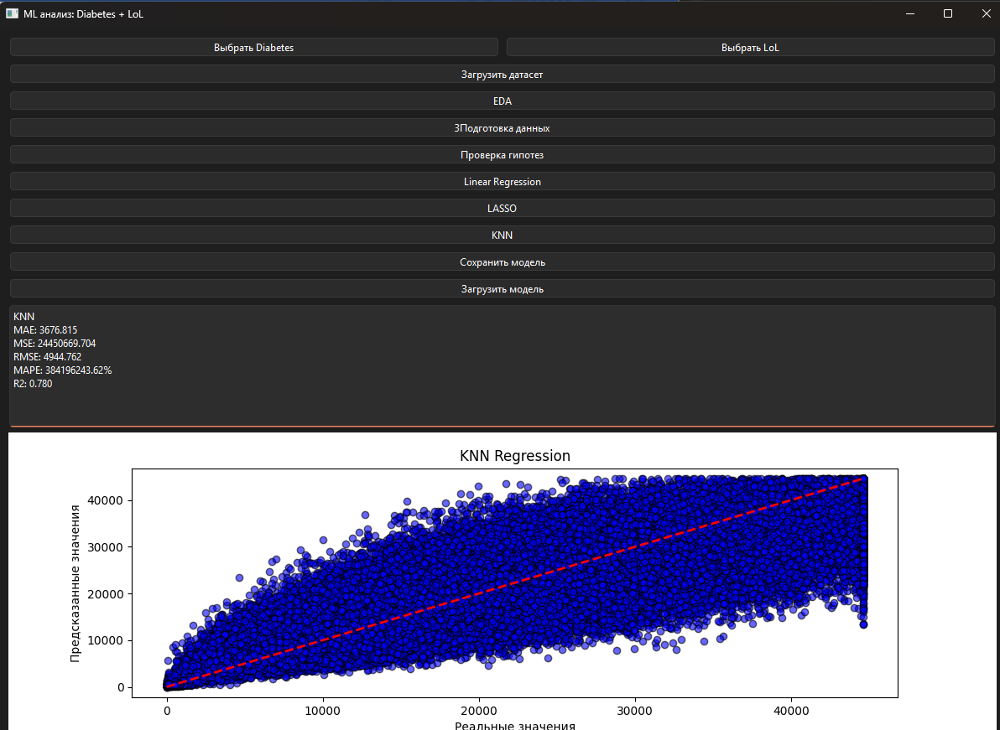 ML анализ: Diabetes + LoL
Выбрать Diabetes
Выбрать LoL
Загрузить датасет
EDA
3Подготовка данных
Проверка гипотез
Linear Regression
LASSO
KNN
Сохранить модель
Загрузить модель
KNN
MAE: 3676.815
MSE: 24450669.704
RMSE: 4944.762
MAPE: 384196243.62%
R2: 0.780
KNN Regression
Предсказанные значения
40000
30000
20000
10000
0
0 10000 20000 30000 40000
Реальные значения